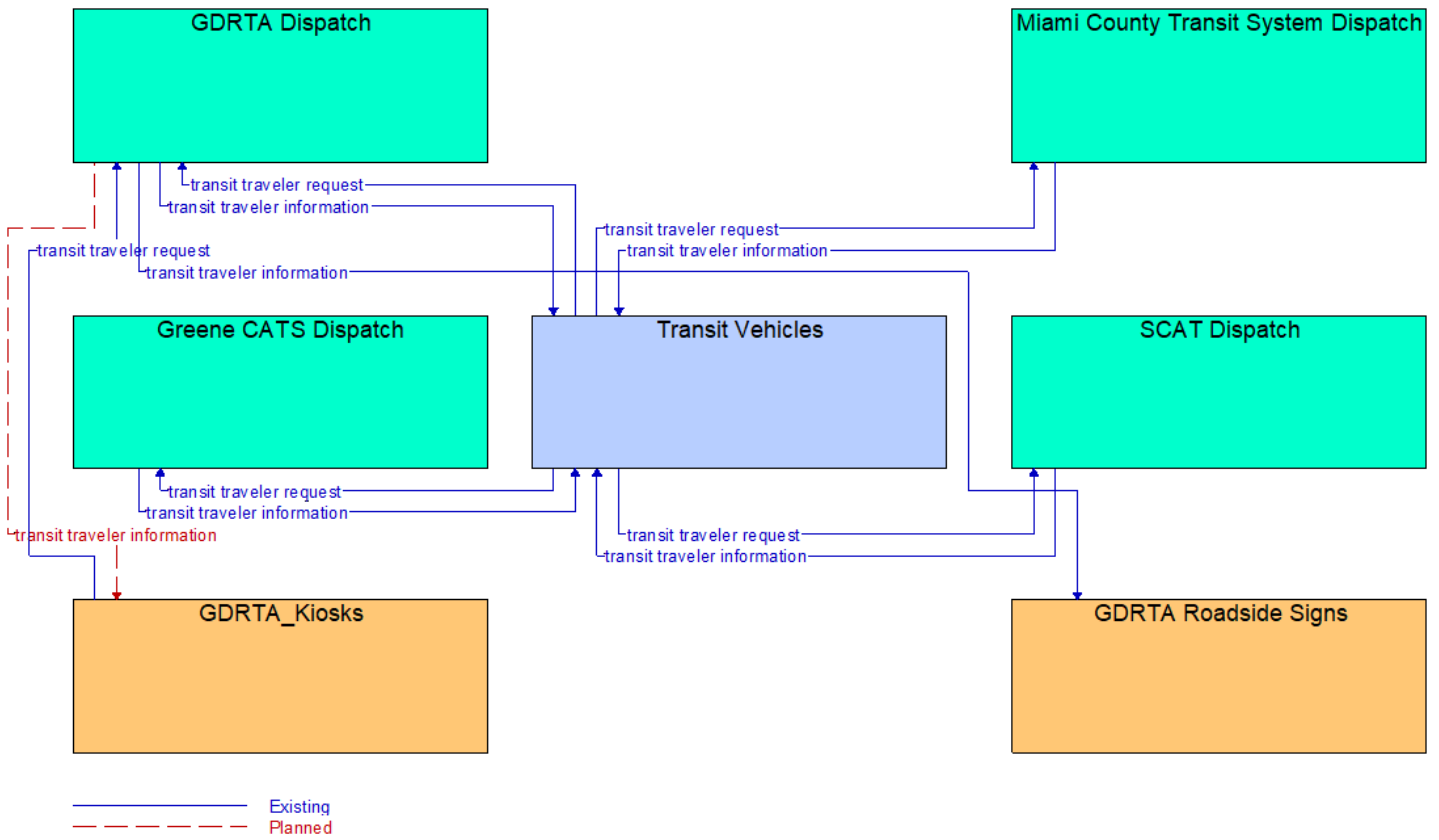 GDRTA Dispatch
Miami County Transit System Dispatch
transit traveler request
transit traveler information
transit traveler request
transit traveler request
transit traveler information
transit traveler information
Greene CATS Dispatch
Transit Vehicles
SCAT Dispatch
transit traveler request
transit traveler information
transit traveler information
transit traveler request
transit traveler information
GDRTA_Kiosks
GDRTA Roadside Signs
Existing
Planned